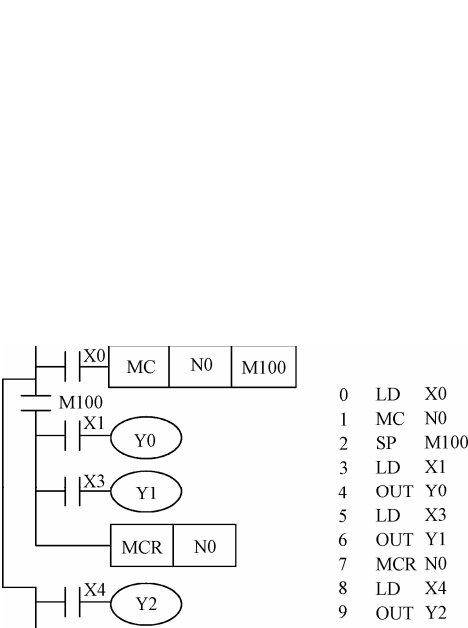 X0 MC N0 M100
M100
X1 Y0
X3 Y1
MCR N0
X4 Y2
0 LD X0
1 MC N0
2 SP M100
3 LD X1
4 OUT Y0
5 LD X3
6 OUT Y1
7 MCR N0
8 LD X4
9 OUT Y2